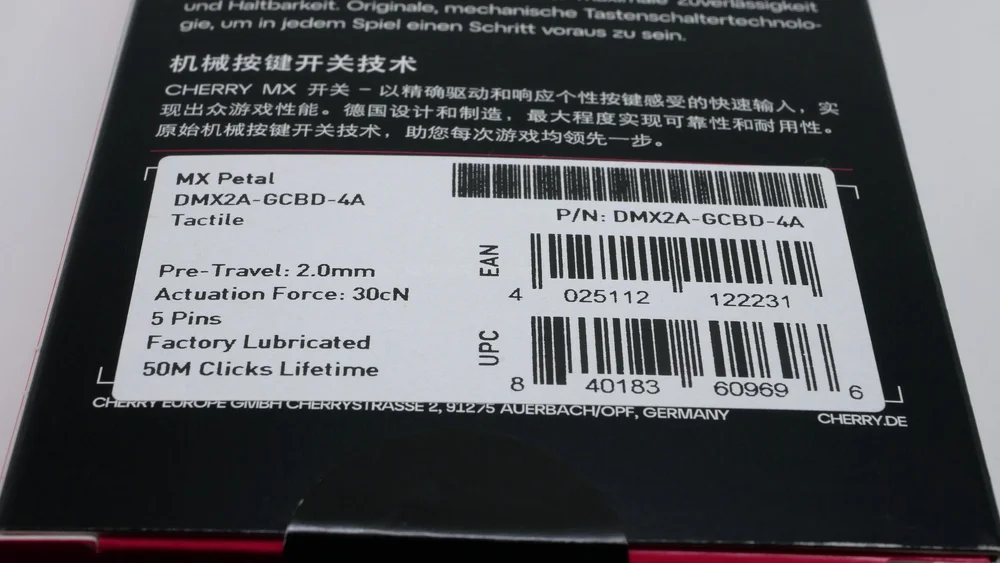 und Haltbarkeit. Originale, mechanische Tastenschaltertechnolo-
gie, um in jedem Spiel einen Schritt voraus zu sein.
机械按键开关技术
CHERRY MX 开关 – 以精确驱动和响应个性按键感受的快速输入，实
现出众游戏性能。德国设计和制造，最大程度实现可靠性和耐用性。
原始机械按键开关技术，助您每次游戏均领先一步。
MX Petal
DMX2A-GCBD-4A
Tactile
Pre-Travel: 2.0mm
Actuation Force: 30cN
5 Pins
Factory Lubricated
50M Clicks Lifetime
P/N: DMX2A-GCBD-4A
EAN
4 025112 122231
UPC
8 40183 60969 6
CHERRY EUROPE GMBH CHERRYSTRASSE 2, 91275 AUERBACH/OPF, GERMANY
CHERRY.DE